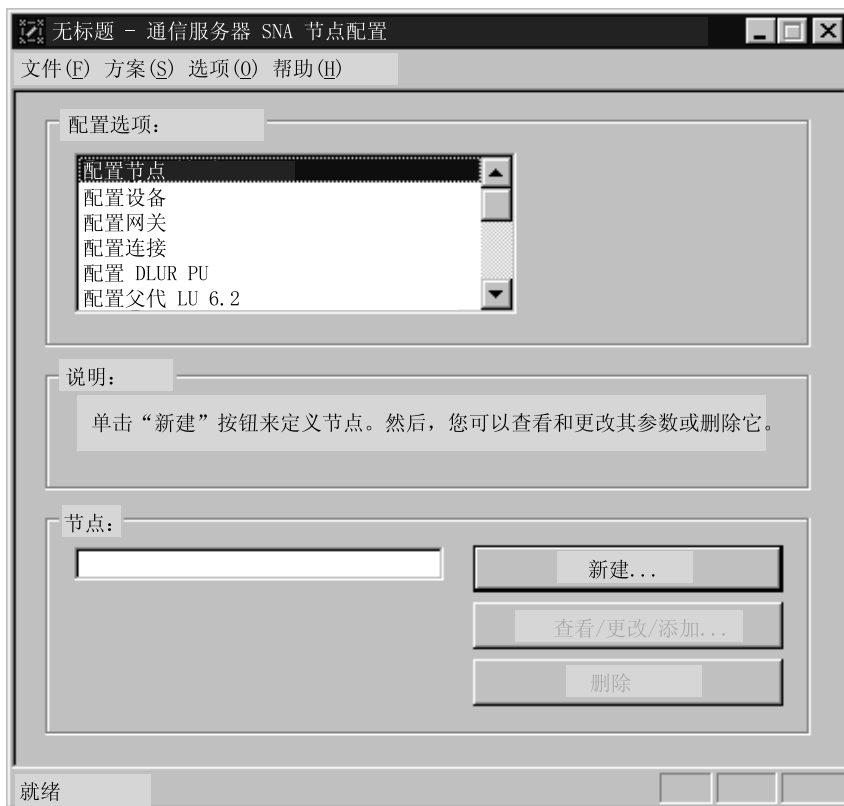 无标题 - 通信服务器 SNA 节点配置
文件(F) 方案(S) 选项(O) 帮助(H)
配置选项:
配置节点
配置设备
配置网关
配置连接
配置 DLUR PU
配置父代 LU 6.2
说明:
单击“新建”按钮来定义节点。然后，您可以查看和更改其参数或删除它。
节点:
新建...
查看/更改/添加...
删除
就绪